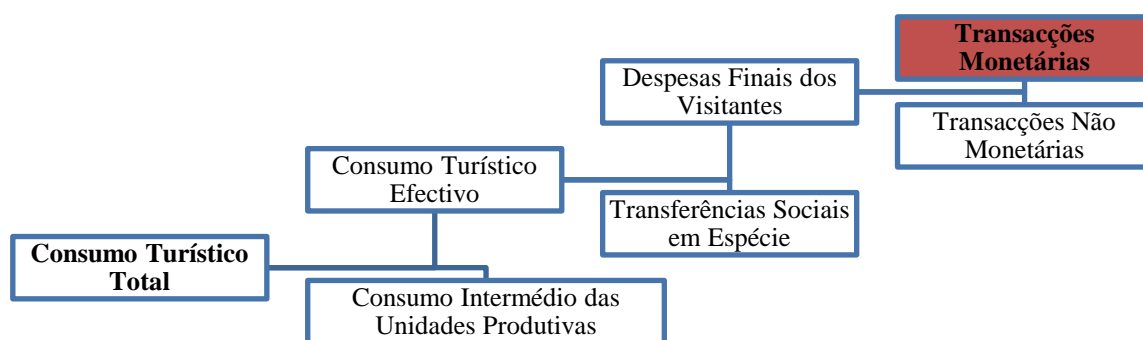 Transacções
Monetárias
Despesas Finais dos
Visitantes
Transacções Não
Monetárias
Consumo Turístico
Efectivo
Transferências Sociais
em Espécie
Consumo Turístico
Total
Consumo Intermédio das
Unidades Produtivas